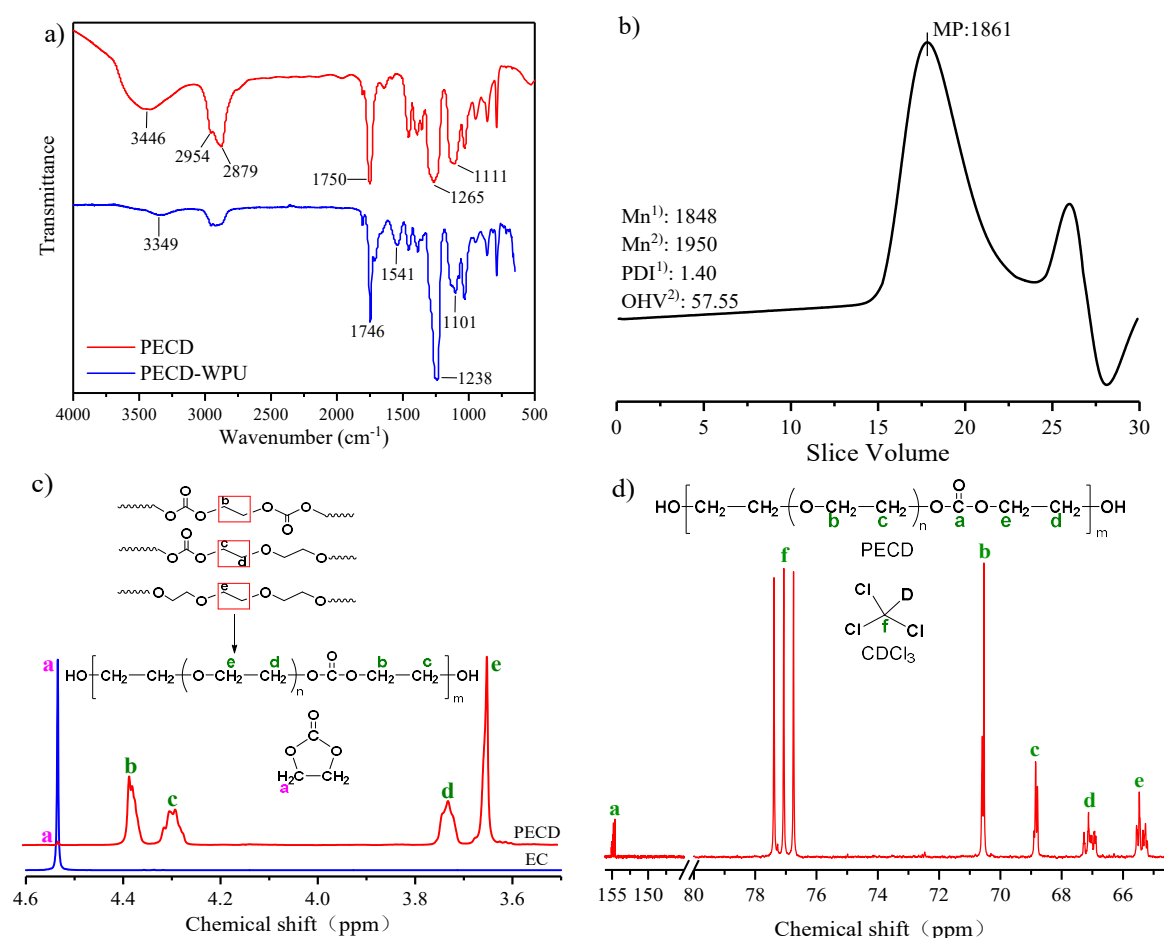 a)
3446
2954
2879
1750
1265
1111
3349
1746
1541
1101
1238
PECD
PECD-WPU
4000 3500 3000 2500 2000 1500 1000 500
Wavenumber (cm⁻¹)
Transmittance
b)
MP:1861
Mn¹⁾: 1848
Mn²⁾: 1950
PDI¹⁾: 1.40
OHV²⁾: 57.55
0 5 10 15 20 25 30
Slice Volume
c)
b
O
O O O O
O
c
O
O O d O O
e
O O O O
e d O b c
HO [ CH₂ — CH₂ ( O — CH₂ — CH₂ )n O — C — O — CH₂ — CH₂ ]m OH
O
O O
H₂C — CH₂
a
a
a
b
c
d
e
PECD
EC
4.6 4.4 4.2 4.0 3.8 3.6
Chemical shift（ppm）
d)
O
HO [ CH₂ — CH₂ ( O — CH₂ — CH₂ )n O — C — O — CH₂ — CH₂ ]m OH
b c a e d
PECD
Cl D
Cl f Cl
CDCl₃
a
f
b
c
d
e
155 150 80 78 76 74 72 70 68 66
Chemical shift（ppm）